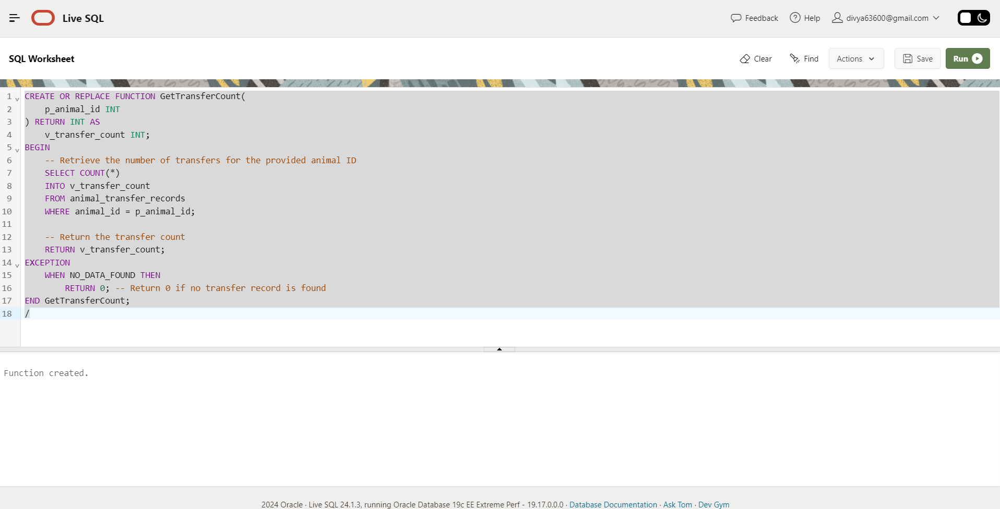 Live SQL
Feedback
Help
divya63600@gmail.com
SQL Worksheet
Clear
Find
Actions
Save
Run
1 CREATE OR REPLACE FUNCTION GetTransferCount(
2     p_animal_id INT
3 ) RETURN INT AS
4     v_transfer_count INT;
5 BEGIN
6     -- Retrieve the number of transfers for the provided animal ID
7     SELECT COUNT(*)
8     INTO v_transfer_count
9     FROM animal_transfer_records
10     WHERE animal_id = p_animal_id;
11
12     -- Return the transfer count
13     RETURN v_transfer_count;
14 EXCEPTION
15     WHEN NO_DATA_FOUND THEN
16         RETURN 0; -- Return 0 if no transfer record is found
17 END GetTransferCount;
18 /
Function created.
2024 Oracle · Live SQL 24.1.3, running Oracle Database 19c EE Extreme Perf - 19.17.0.0.0 · Database Documentation · Ask Tom · Dev Gym